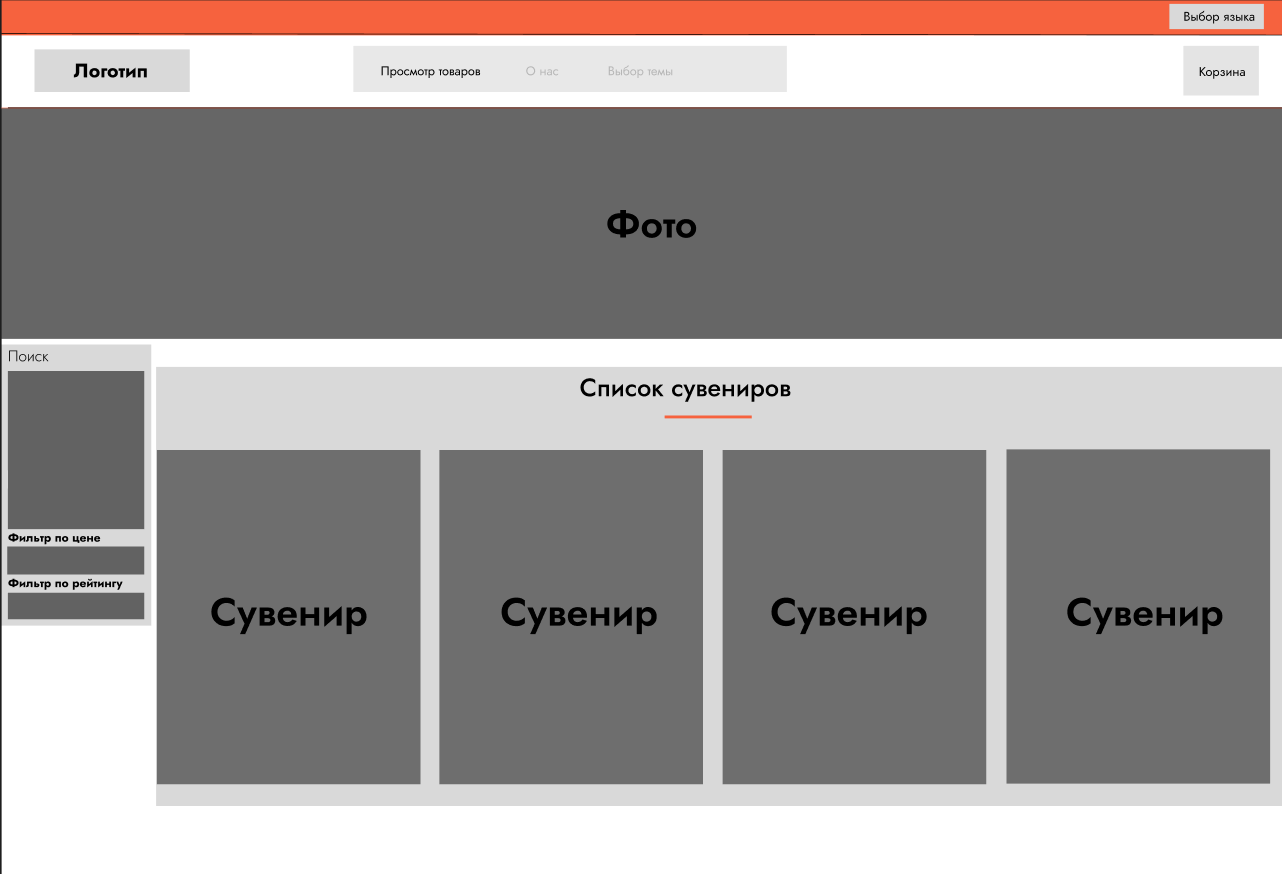 Выбор языка
Логотип
Просмотр товаров
О нас
Выбор темы
Корзина
Фото
Поиск
Фильтр по цене
Фильтр по рейтингу
Список сувениров
Сувенир
Сувенир
Сувенир
Сувенир